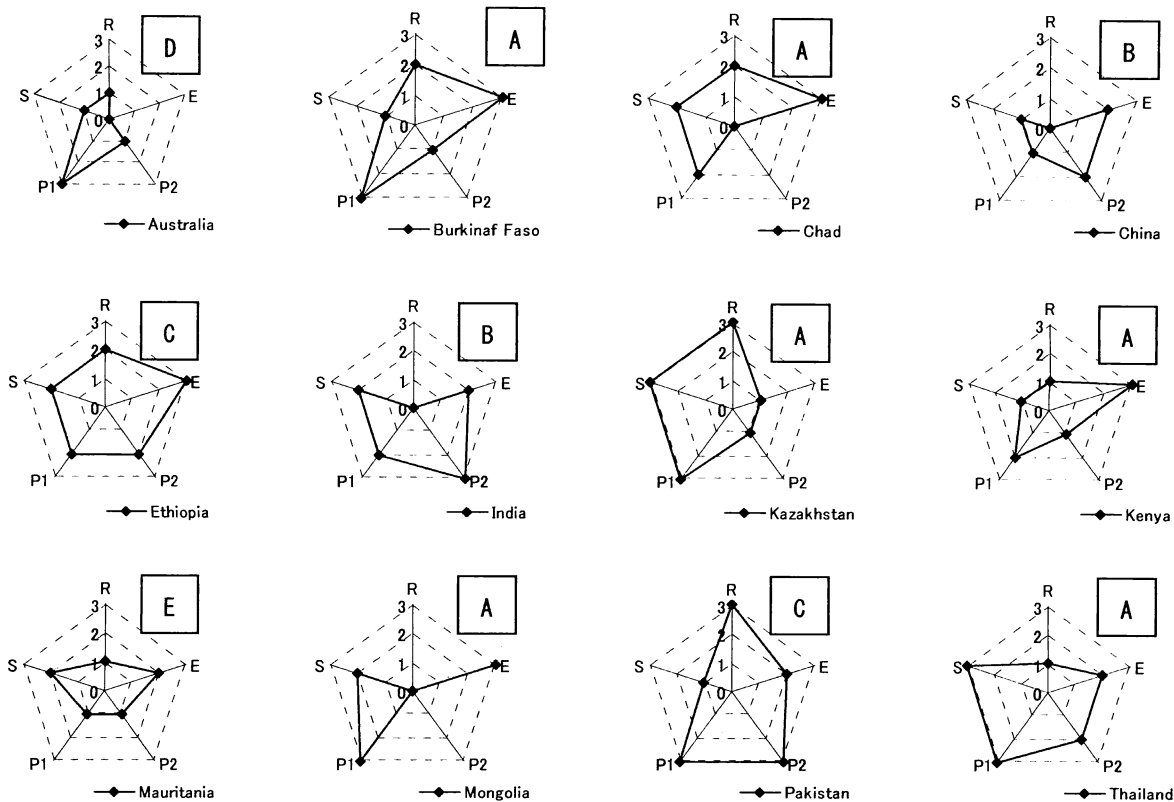 R
3
2
1
0
S
E
P1
P2
D
Australia
R
3
2
1
0
S
E
P1
P2
A
Burkinaf Faso
R
3
2
1
0
S
E
P1
P2
A
Chad
R
3
2
1
0
S
E
P1
P2
B
China
R
3
2
1
0
S
E
P1
P2
C
Ethiopia
R
3
2
1
0
S
E
P1
P2
B
India
R
3
2
1
0
S
E
P1
P2
A
Kazakhstan
R
3
2
1
0
S
E
P1
P2
A
Kenya
R
3
2
1
0
S
E
P1
P2
E
Mauritania
R
3
2
1
0
S
E
P1
P2
A
Mongolia
R
3
2
1
0
S
E
P1
P2
C
Pakistan
R
3
2
1
0
S
E
P1
P2
A
Thailand